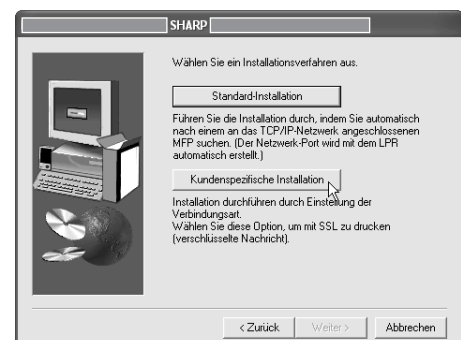 SHARP
Wählen Sie ein Installationsverfahren aus.
Standard-Installation
Führen Sie die Installation durch, indem Sie automatisch
nach einem an das TCP/IP-Netzwerk angeschlossenen
MFP suchen. (Der Netzwerk-Port wird mit dem LPR
automatisch erstellt.)
Kundenspezifische Installation
Installation durchführen durch Einstellung der
Verbindungsart.
Wählen Sie diese Option, um mit SSL zu drucken
(verschlüsselte Nachricht).
< Zurück
Weiter >
Abbrechen